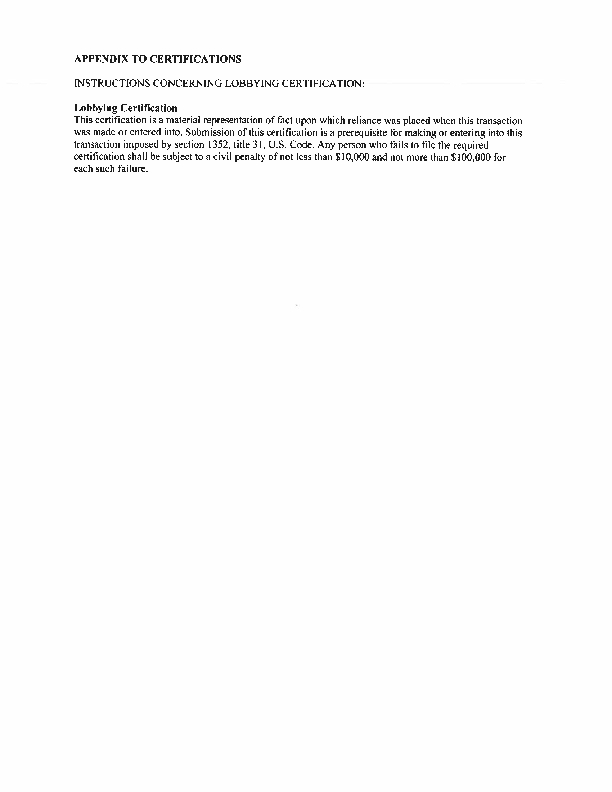 APPENDIX TO CERTIFICATIONS
INSTRUCTIONS CONCERNING LOBBYING CERTIFICATION:
Lobbying Certification
This certification is a material representation of fact upon which reliance was placed when this transaction
was made or entered into. Submission of this certification is a prerequisite for making or entering into this
transaction imposed by section 1352, title 31, U.S. Code. Any person who fails to file the required
certification shall be subject to a civil penalty of not less than $10,000 and not more than $100,000 for
each such failure.